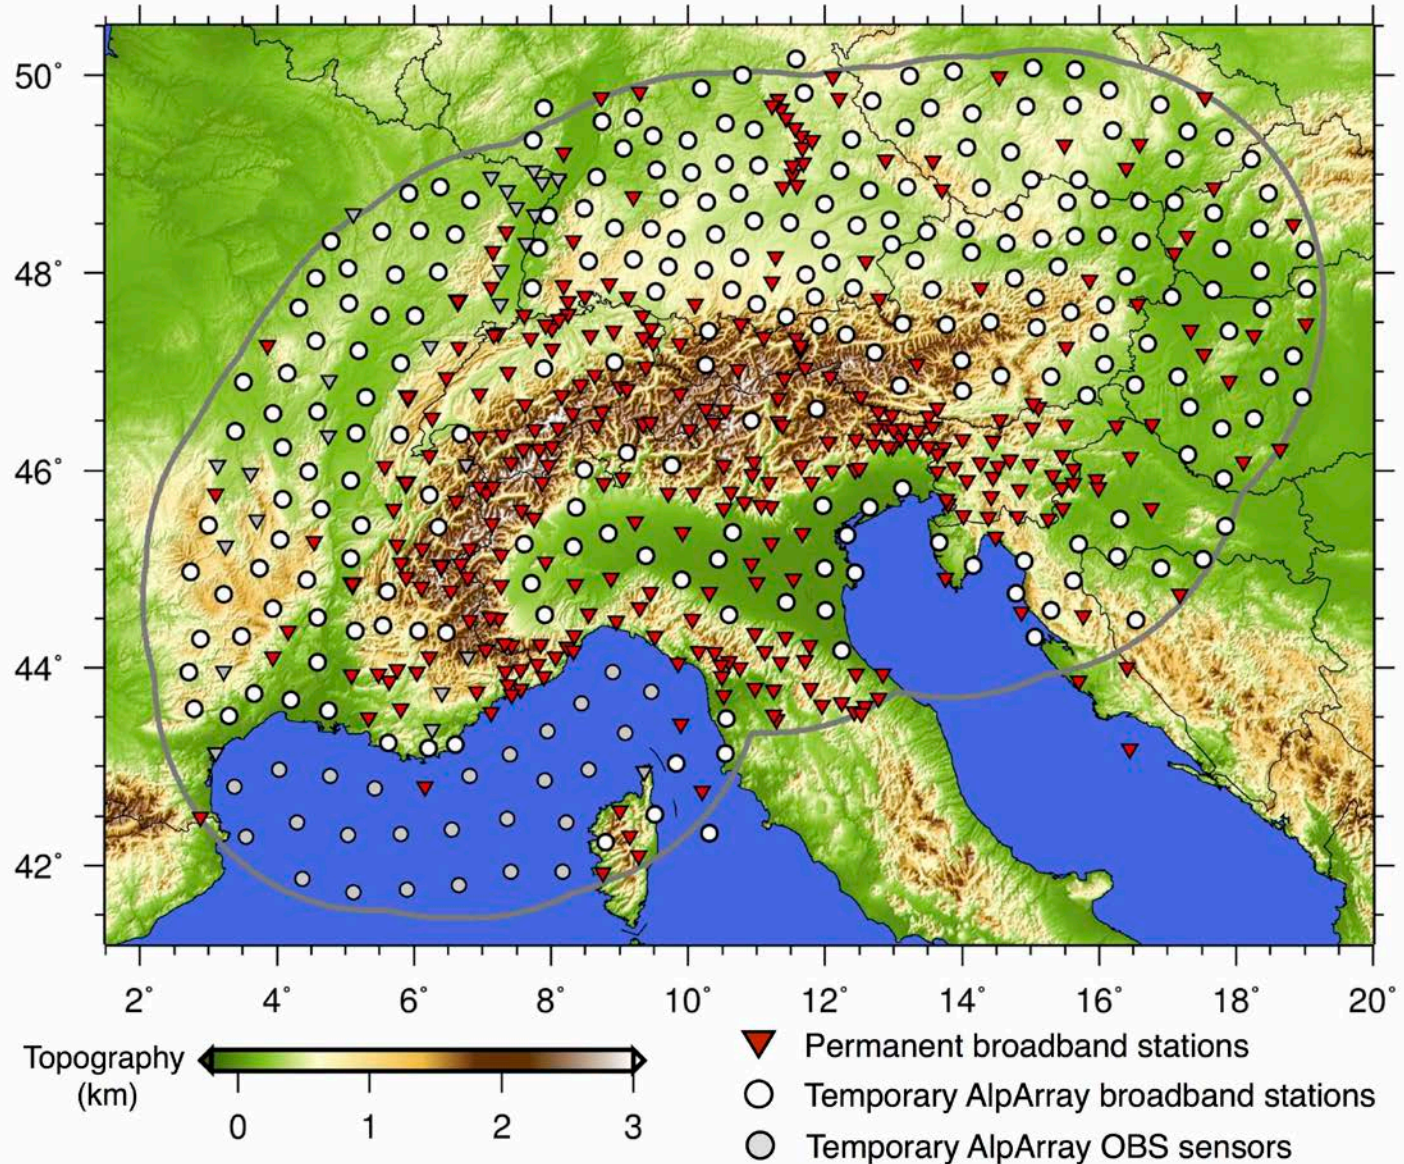 50°
48°
46°
44°
42°
2° 4° 6° 8° 10° 12° 14° 16° 18° 20°
Topography
(km)
0 1 2 3
Permanent broadband stations
Temporary AlpArray broadband stations
Temporary AlpArray OBS sensors